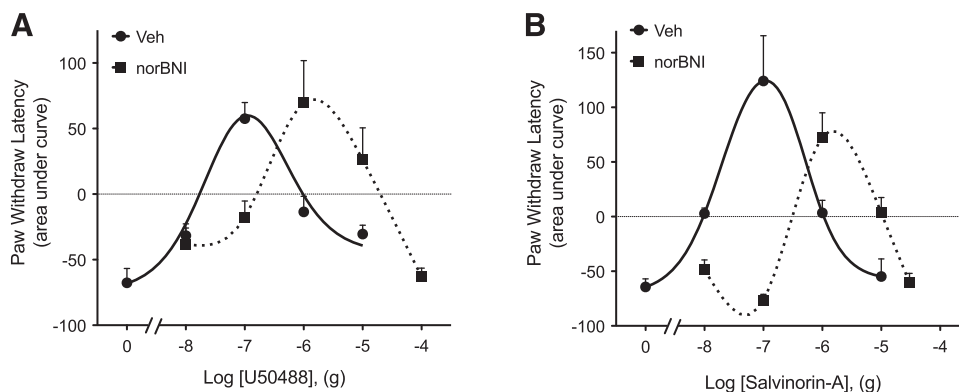 A
Veh
norBNI
Paw Withdraw Latency
(area under curve)
100
50
0
-50
-100
0 -8 -7 -6 -5 -4
Log [U50488], (g)
B
Veh
norBNI
Paw Withdraw Latency
(area under curve)
150
100
50
0
-50
-100
0 -8 -7 -6 -5 -4
Log [Salvinorin-A], (g)